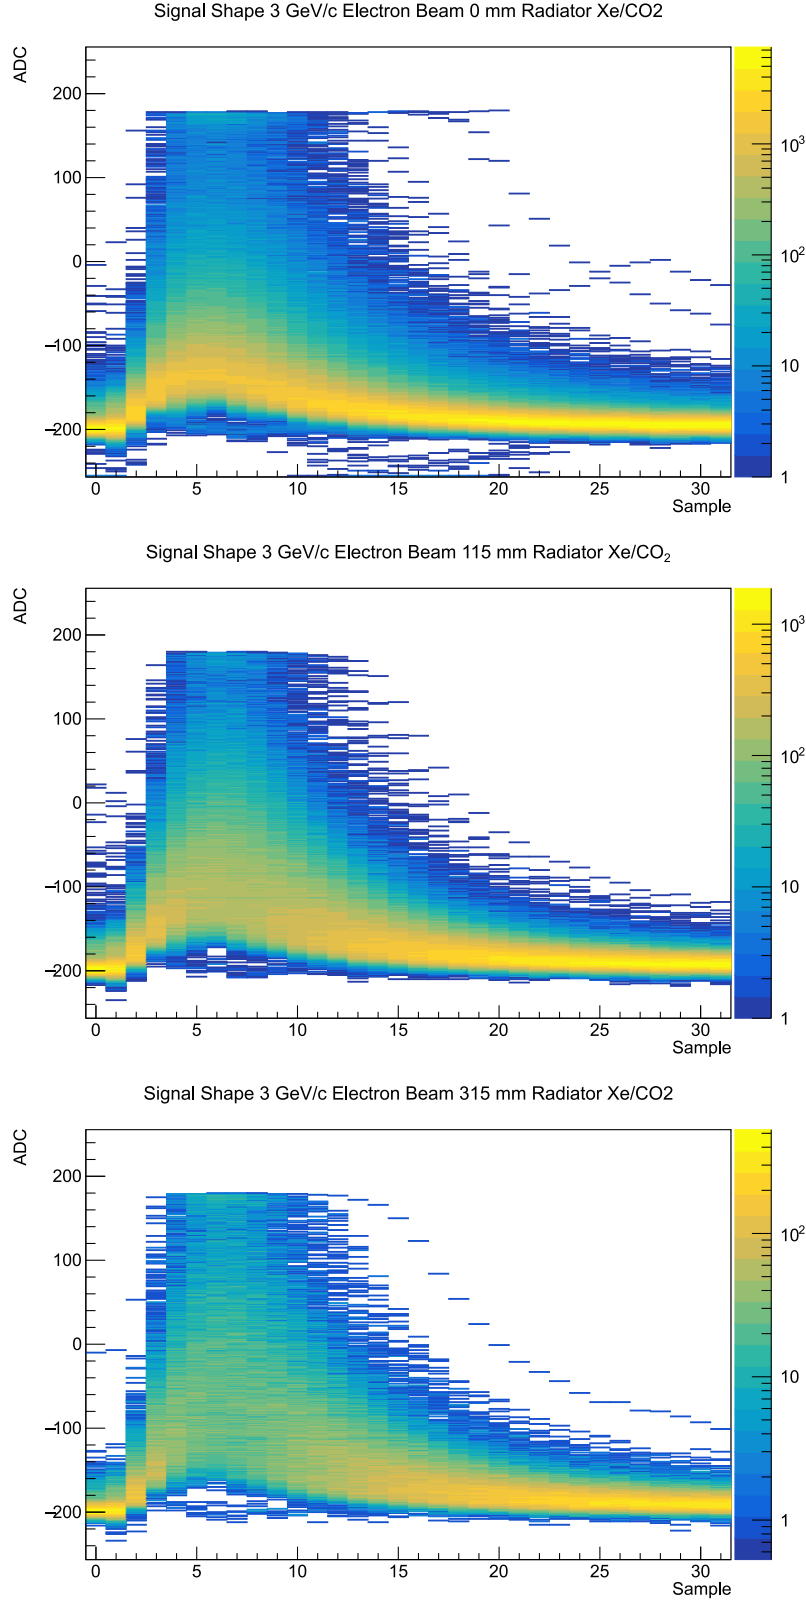 Signal Shape 3 GeV/c Electron Beam 0 mm Radiator Xe/CO2
ADC
200
100
0
−100
−200
0 5 10 15 20 25 30
Sample
10³
10²
10
1
Signal Shape 3 GeV/c Electron Beam 115 mm Radiator Xe/CO₂
ADC
200
100
0
−100
−200
0 5 10 15 20 25 30
Sample
10³
10²
10
1
Signal Shape 3 GeV/c Electron Beam 315 mm Radiator Xe/CO2
ADC
200
100
0
−100
−200
0 5 10 15 20 25 30
Sample
10²
10
1